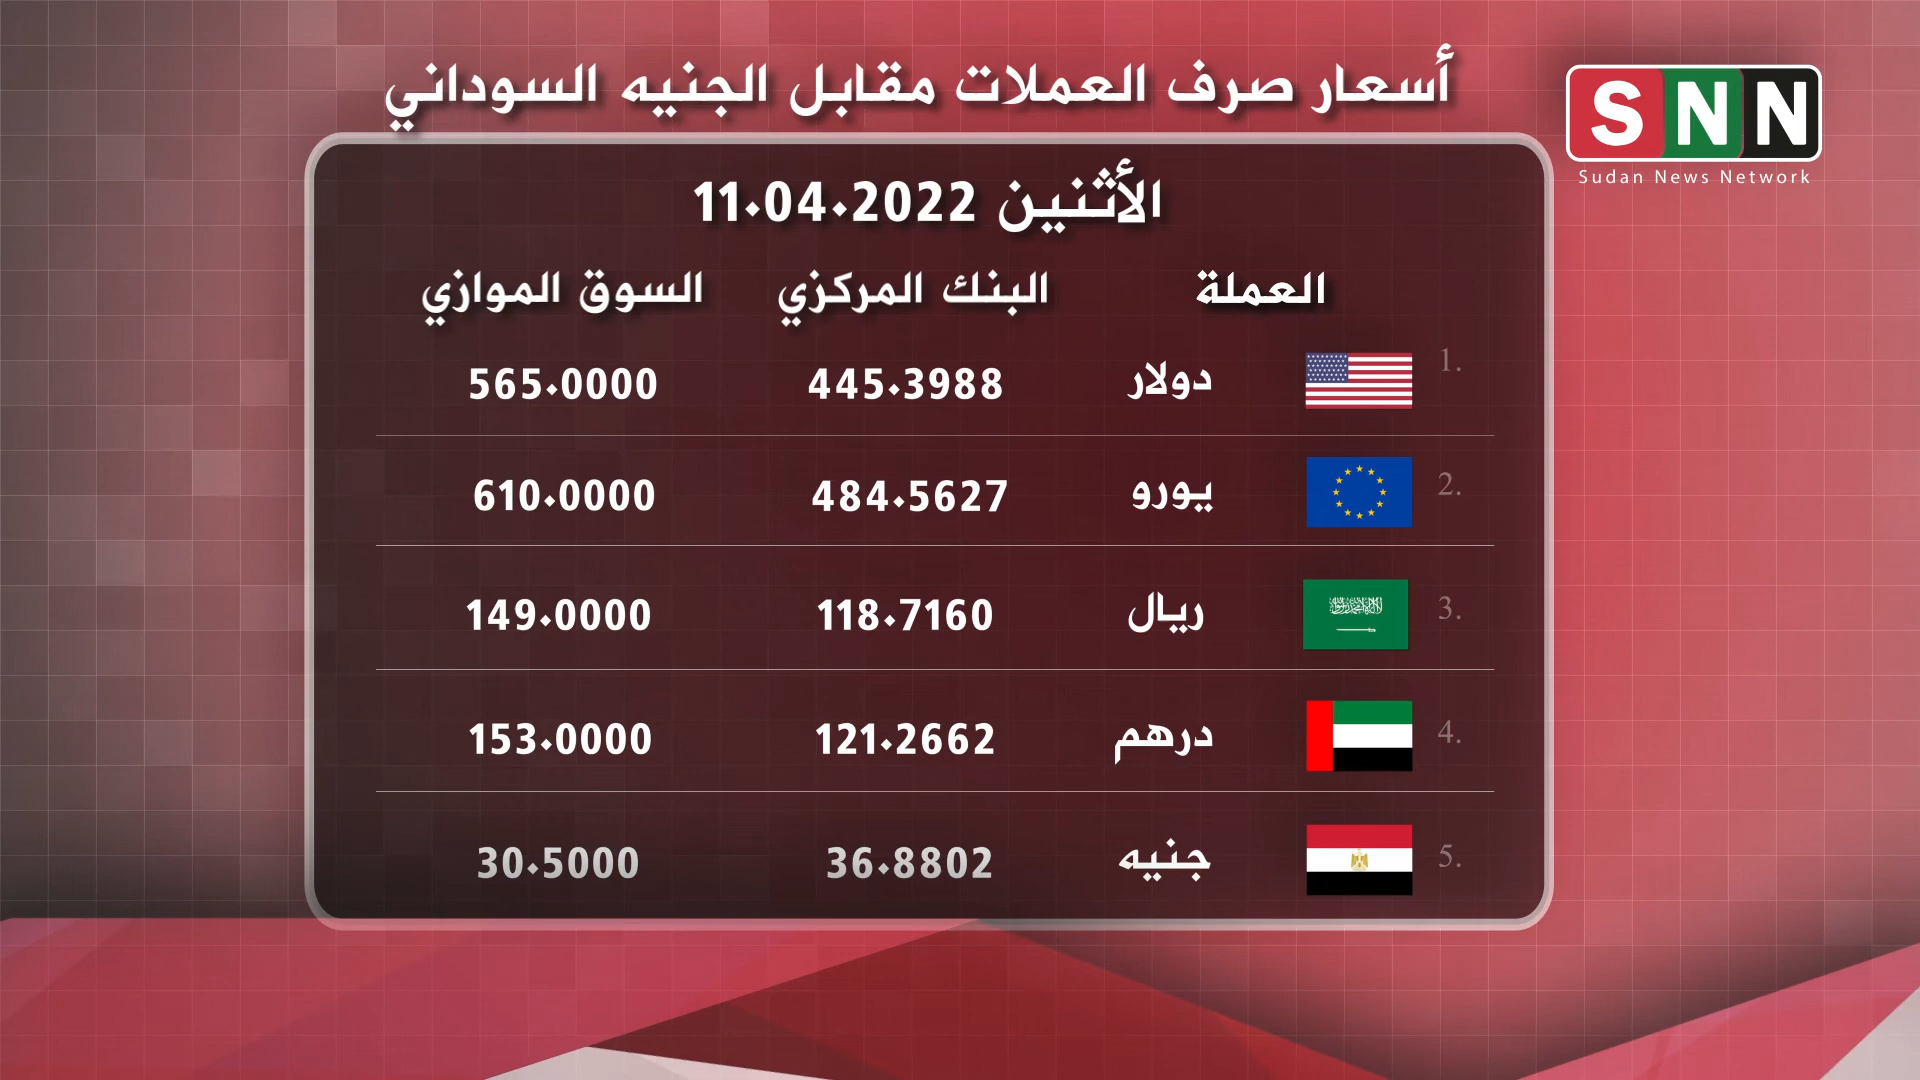 أسعار صرف العملات مقابل الجنيه السوداني
SNN
Sudan News Network
الأثنين 11.04.2022
العملة البنك المركزي السوق الموازي
1. دولار 445.3988 565.0000
2. يورو 484.5627 610.0000
3. ريال 118.7160 149.0000
4. درهم 121.2662 153.0000
5. جنيه 36.8802 30.5000